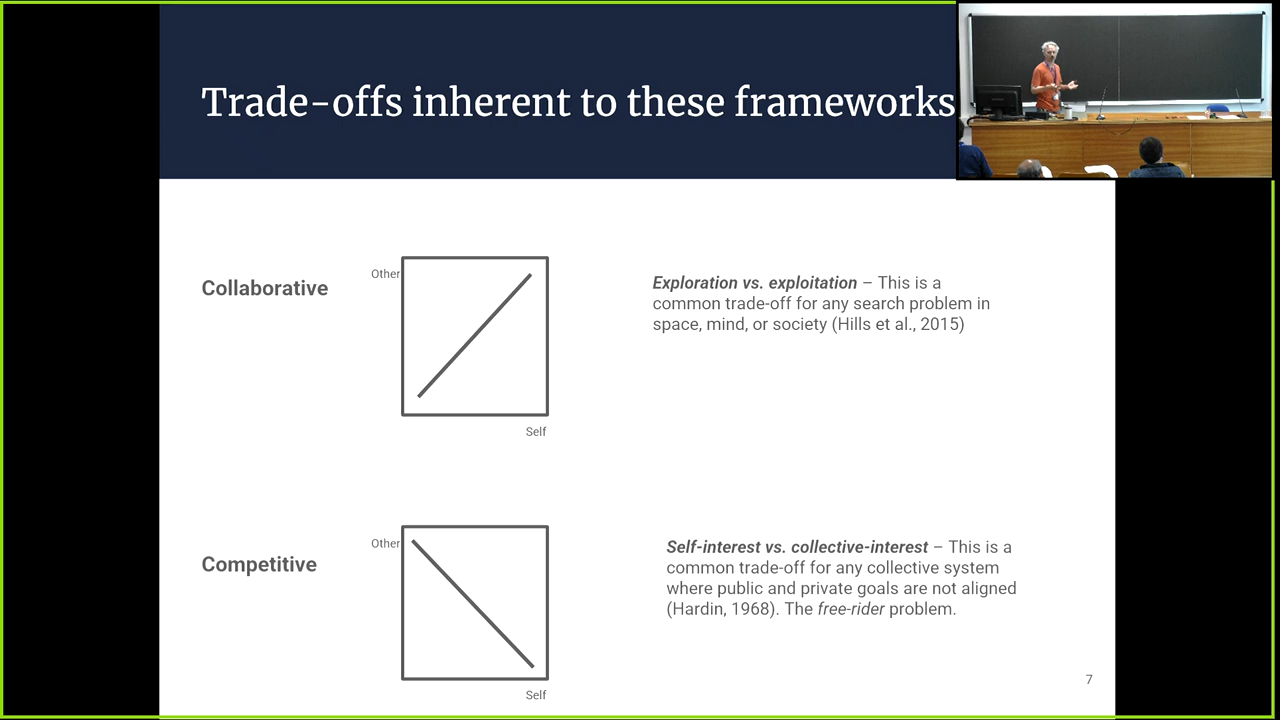 Trade-offs inherent to these frameworks
Collaborative
Other
Self
Exploration vs. exploitation – This is a
common trade-off for any search problem in
space, mind, or society (Hills et al., 2015)
Competitive
Other
Self
Self-interest vs. collective-interest – This is a
common trade-off for any collective system
where public and private goals are not aligned
(Hardin, 1968). The free-rider problem.
7